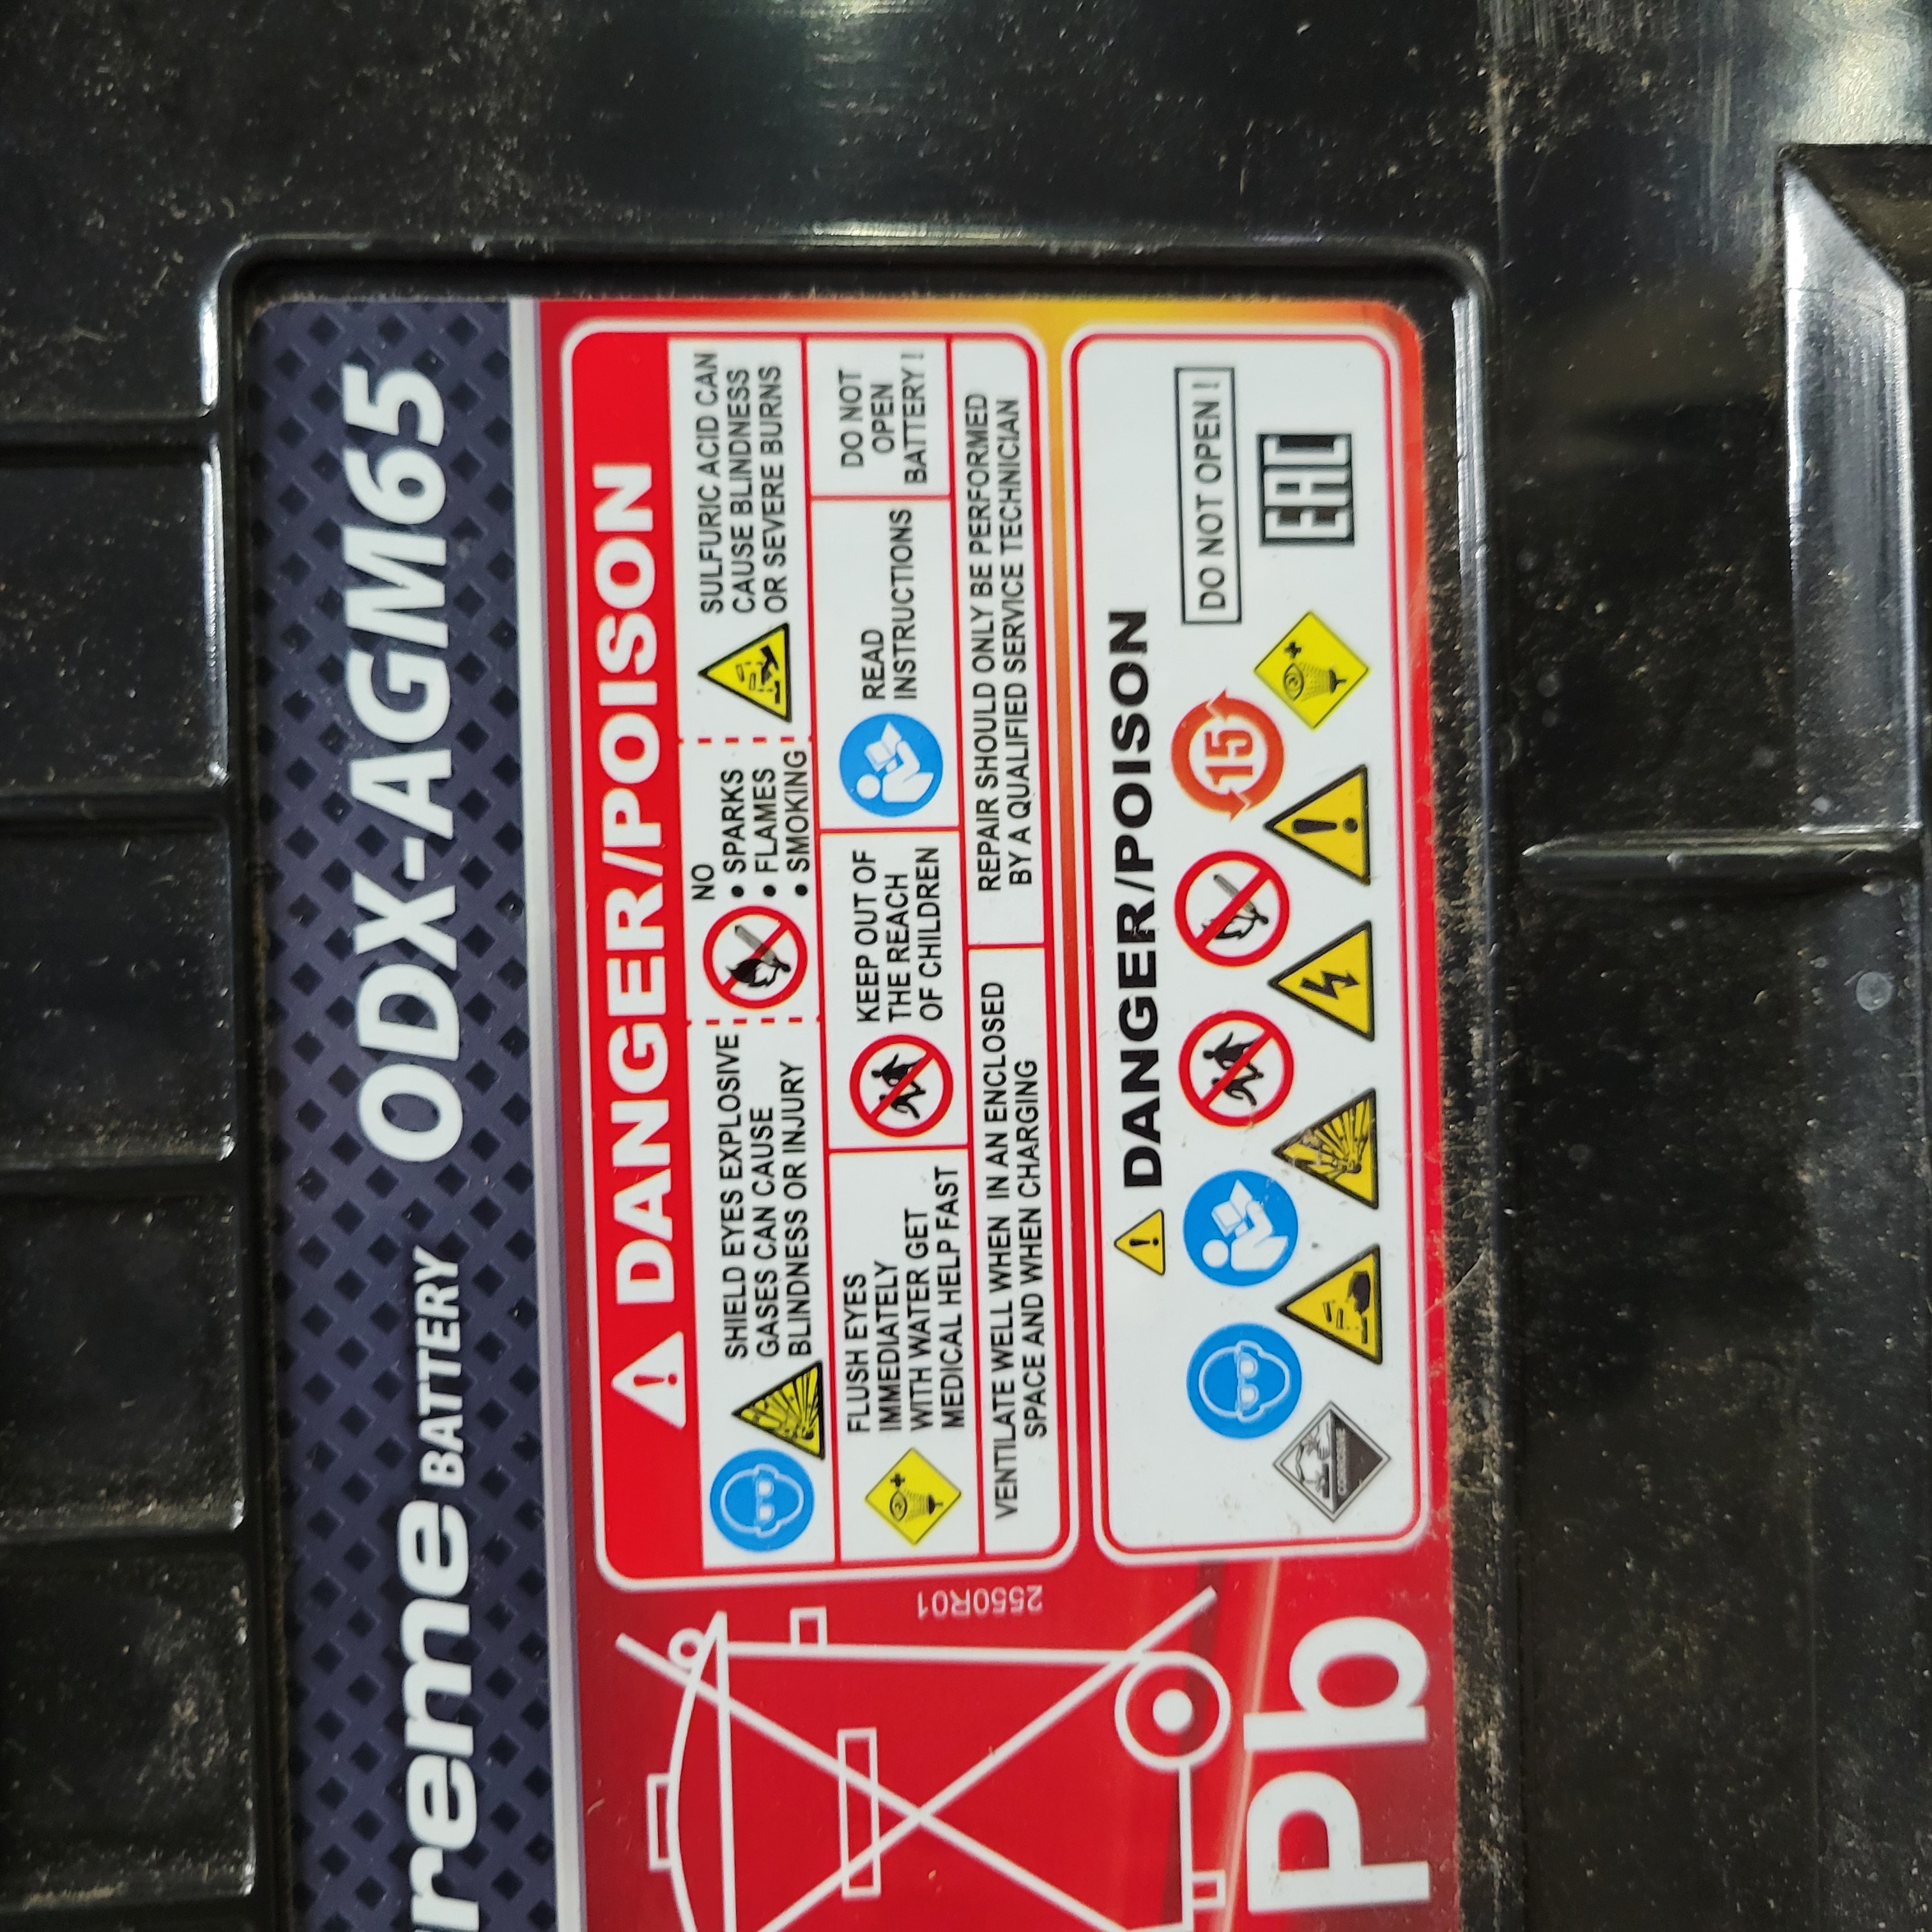 reme BATTERY ODX-AGM65
DANGER/POISON
SHIELD EYES EXPLOSIVE
GASES CAN CAUSE
BLINDNESS OR INJURY
NO
• SPARKS
• FLAMES
• SMOKING
SULFURIC ACID CAN
CAUSE BLINDNESS
OR SEVERE BURNS
FLUSH EYES
IMMEDIATELY
WITH WATER GET
MEDICAL HELP FAST
KEEP OUT OF
THE REACH
OF CHILDREN
READ
INSTRUCTIONS
DO NOT
OPEN
BATTERY !
VENTILATE WELL WHEN IN AN ENCLOSED
SPACE AND WHEN CHARGING
REPAIR SHOULD ONLY BE PERFORMED
BY A QUALIFIED SERVICE TECHNICIAN
2550R01
DANGER/POISON
DO NOT OPEN !
15
CORROSIVE
EAC
Pb